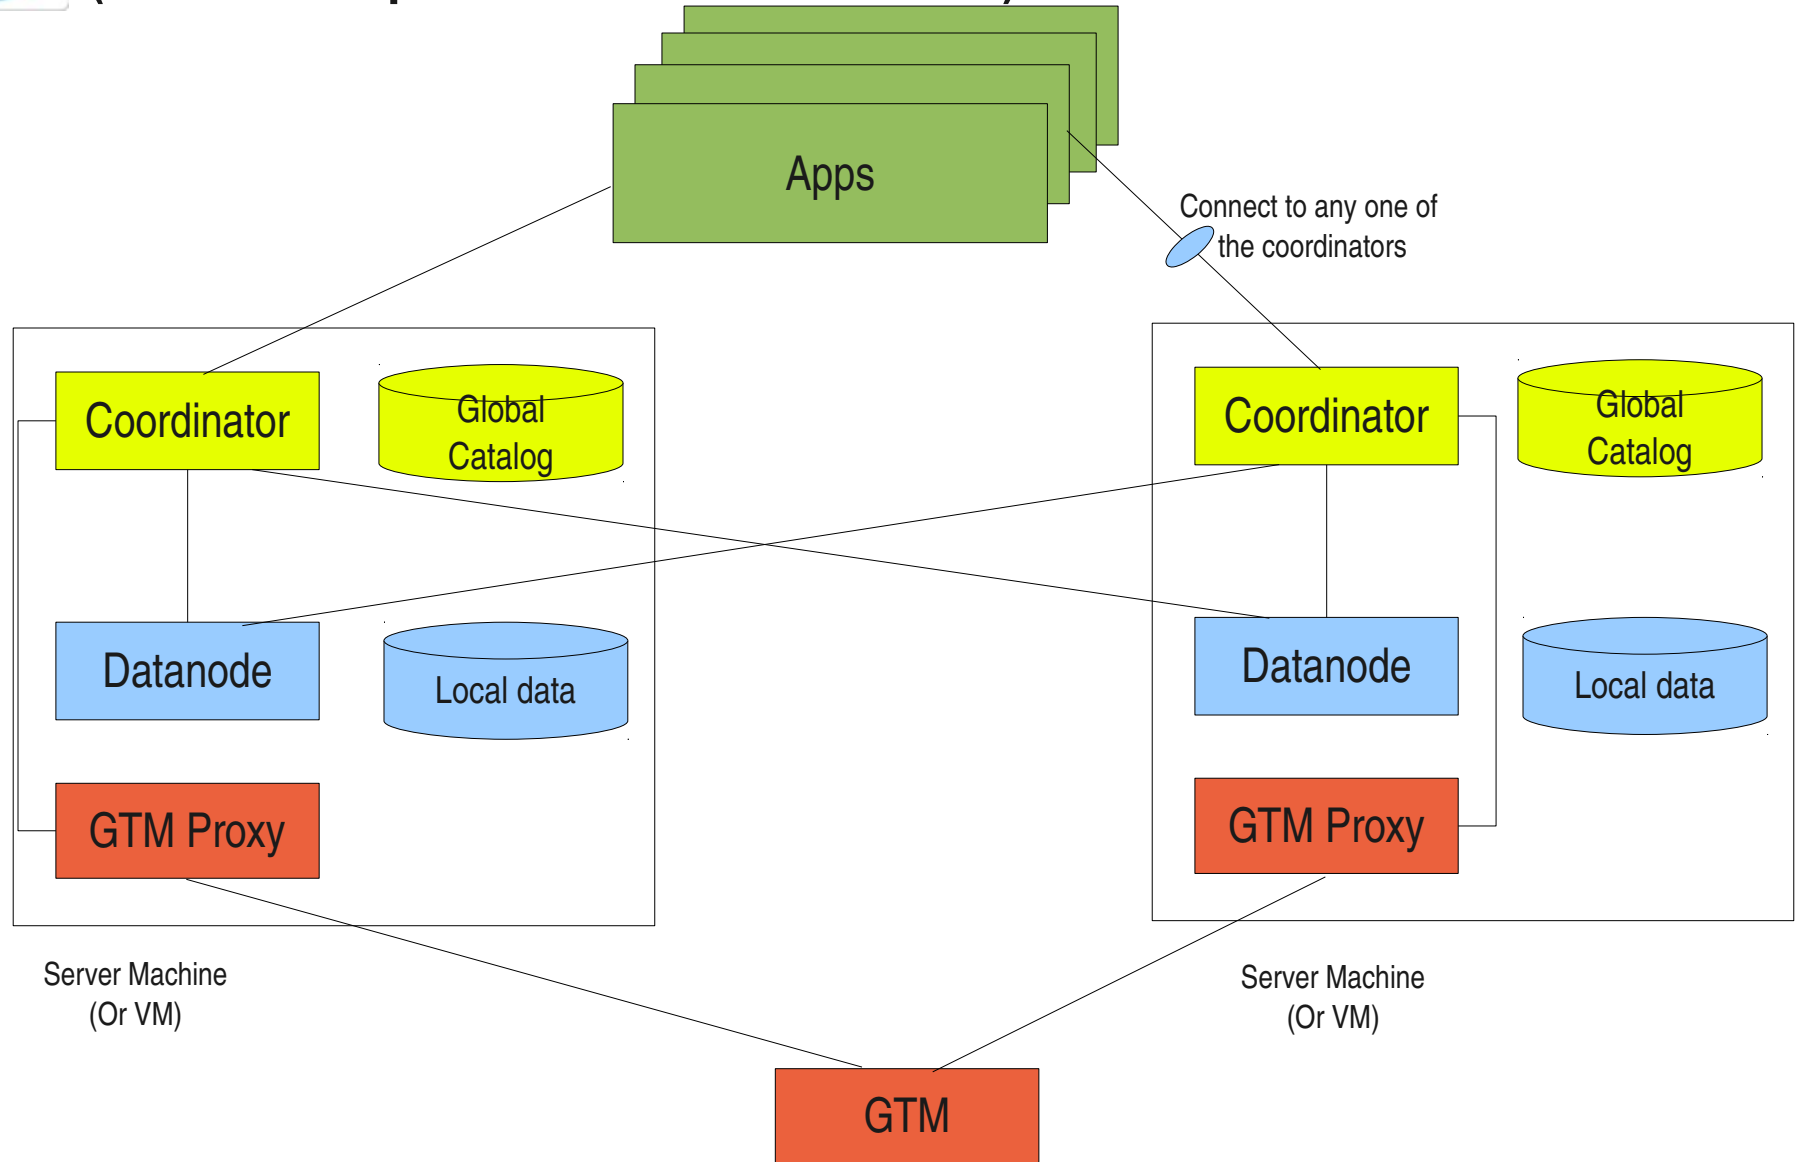 Apps
Connect to any one of
the coordinators
Coordinator
Global
Catalog
Datanode
Local data
GTM Proxy
Server Machine
(Or VM)
Coordinator
Global
Catalog
Datanode
Local data
GTM Proxy
Server Machine
(Or VM)
GTM